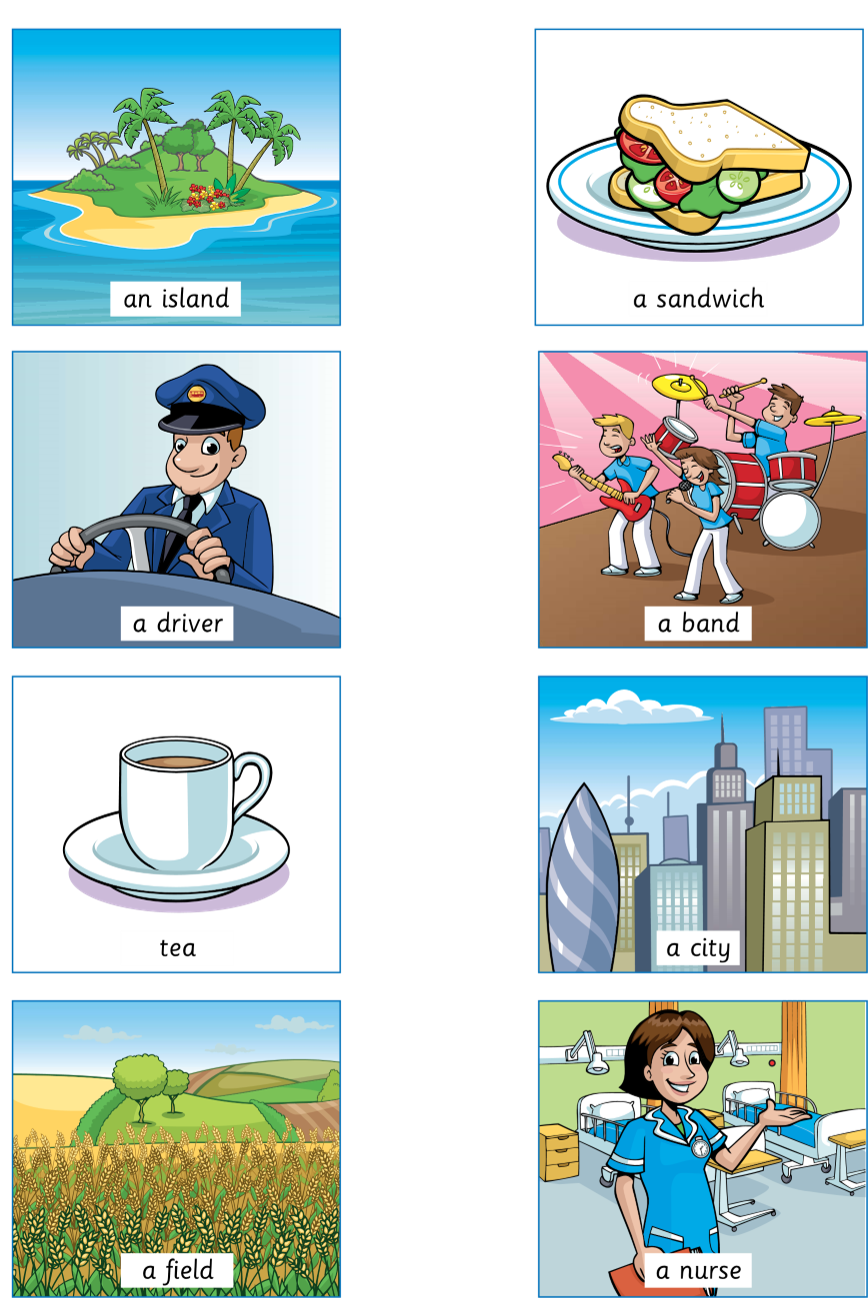 an island
a sandwich
a driver
a band
tea
a city
a field
a nurse